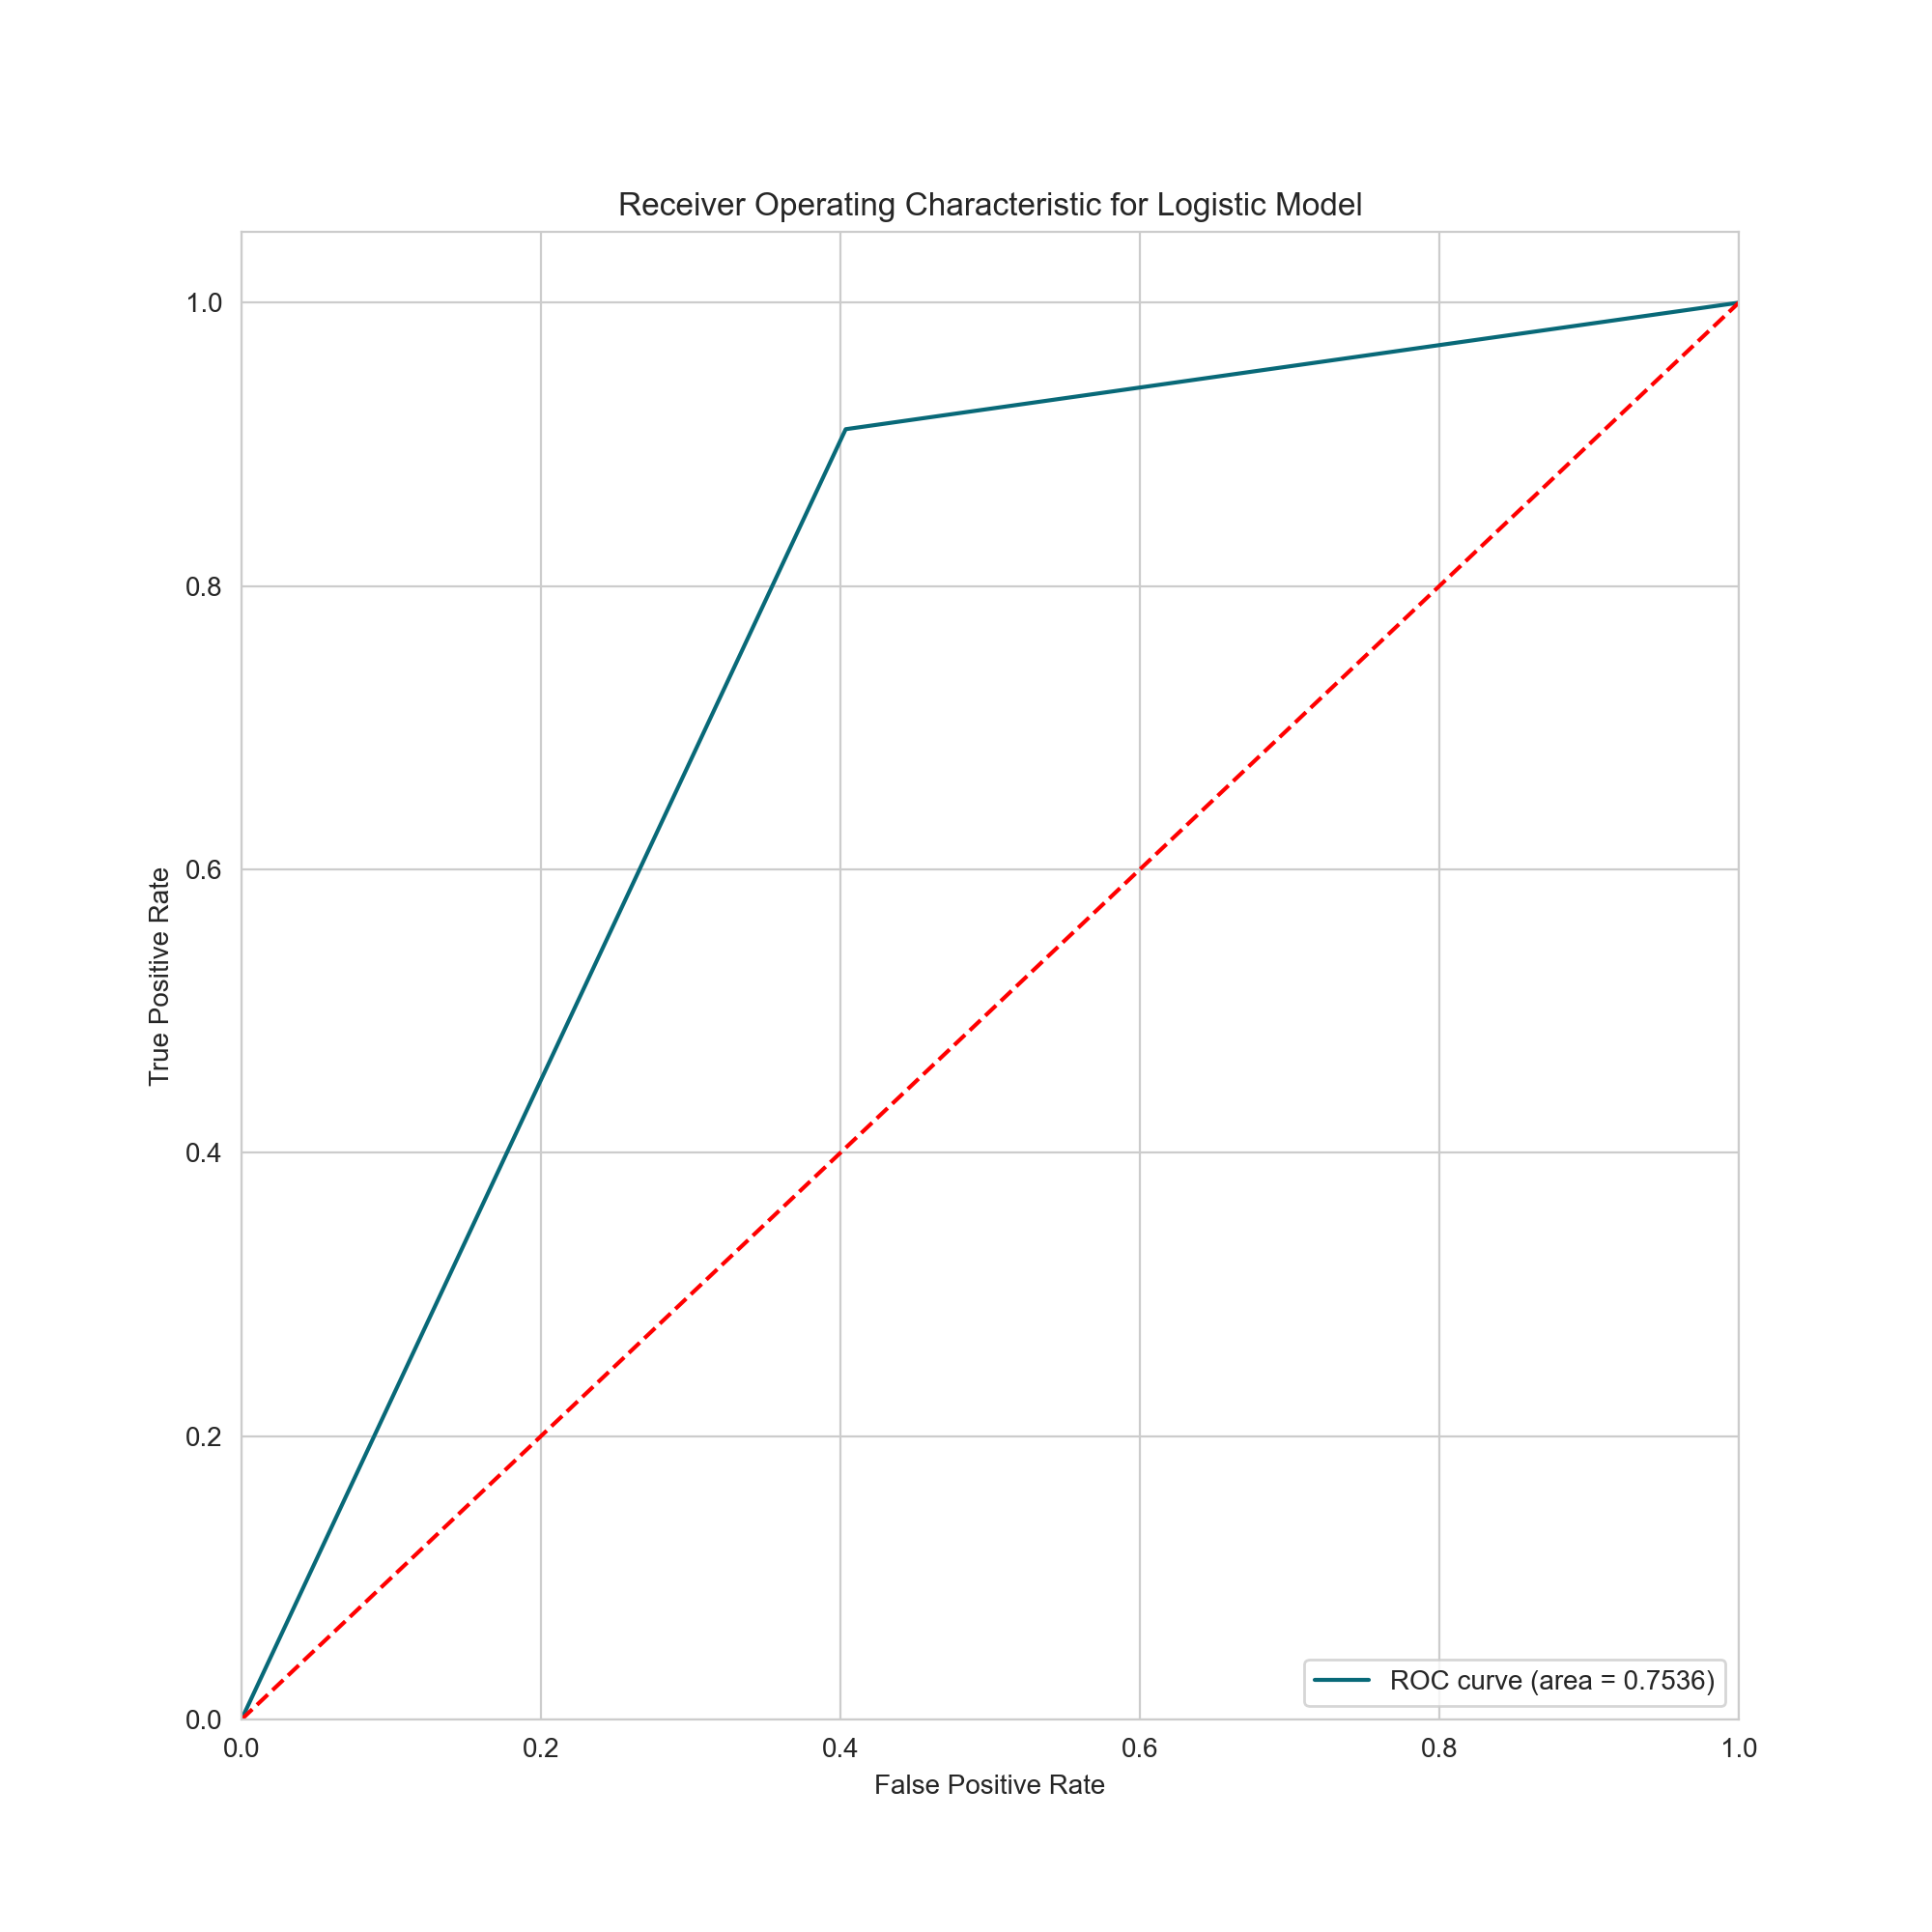 Receiver Operating Characteristic for Logistic Model
1.0
0.8
0.6
0.4
0.2
0.0
True Positive Rate
ROC curve (area = 0.7536)
0.0 0.2 0.4 0.6 0.8 1.0
False Positive Rate